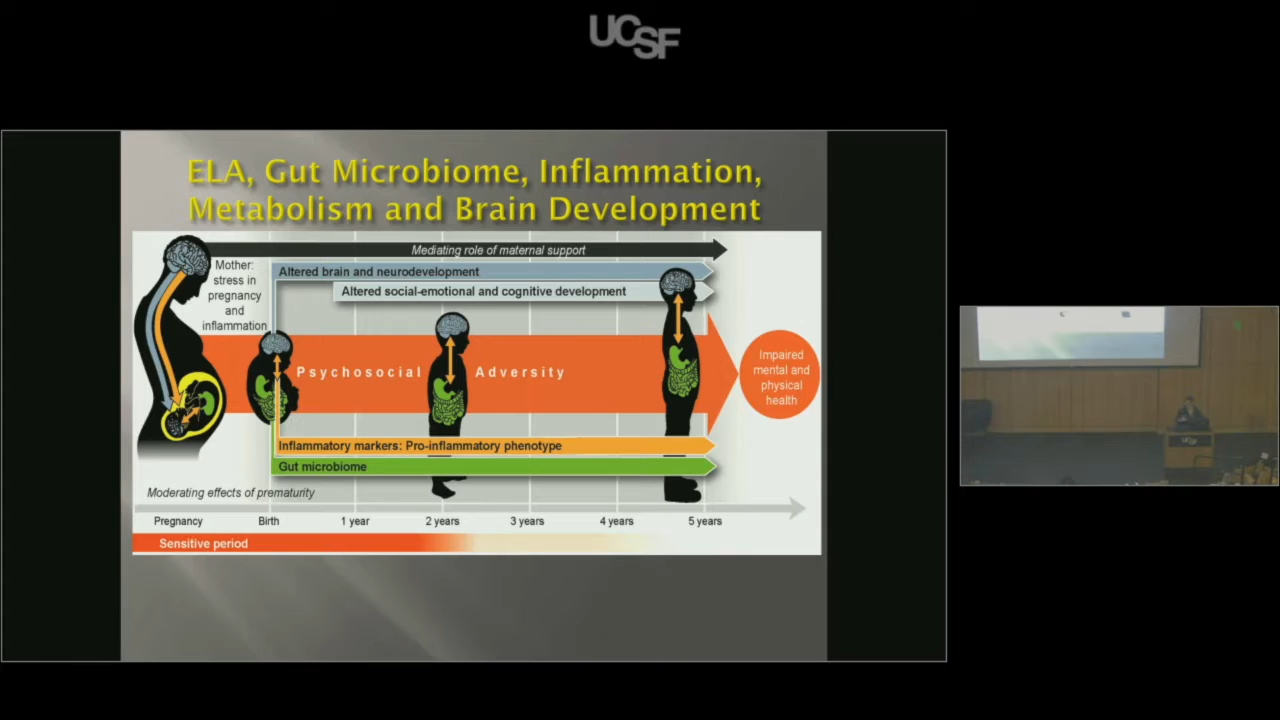 UCSF
ELA, Gut Microbiome, Inflammation,
Metabolism and Brain Development
Mediating role of maternal support
Mother:
stress in
pregnancy
and
inflammation
Altered brain and neurodevelopment
Altered social-emotional and cognitive development
Psychosocial Adversity
Impaired
mental and
physical
health
Inflammatory markers: Pro-inflammatory phenotype
Gut microbiome
Moderating effects of prematurity
Pregnancy Birth 1 year 2 years 3 years 4 years 5 years
Sensitive period
UCSF